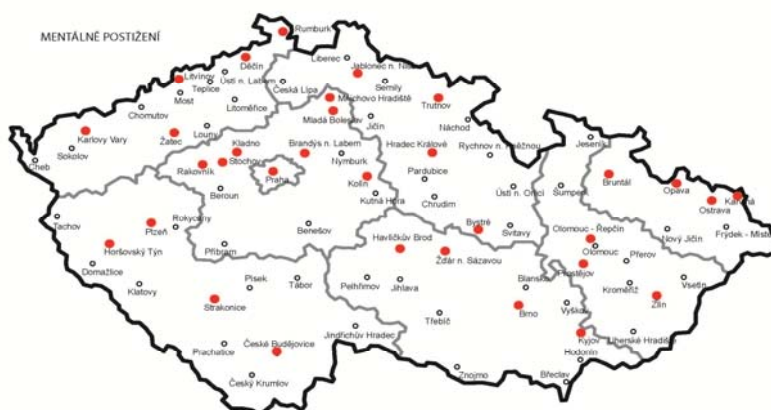 MENTÁLNĚ POSTIŽENÍ
Rumburk
Děčín
Liberec
Jablonec n. Nis
Litvínov
Teplice
Ústí n. Labem
Most
Česká Lípa
Semily
Trutnov
Mnichovo Hradiště
Chomutov
Litoměřice
Mladá Boleslav
Jičín
Náchod
Karlovy Vary
Žatec
Louny
Kladno
Brandýs n. Labem
Hradec Králové
Rychnov n. Kněžnou
Jeseník
Cheb
Sokolov
Rakovník
Stochov
Nymburk
Praha
Kolín
Pardubice
Bruntál
Opava
Beroun
Kutná Hora
Chrudim
Ústí n. Orlicí
Šumperk
Ostrava
Karviná
Tachov
Plzeň
Rokycany
Benešov
Bystré
Svitavy
Olomouc - Řepčín
Olomouc
Nový Jičín
Frýdek - Míste
Horšovský Týn
Příbram
Havlíčkův Brod
Žďár n. Sázavou
Prostějov
Přerov
Domažlice
Klatovy
Písek
Tábor
Pelhřimov
Jihlava
Blansko
Kroměříž
Vsetín
Strakonice
Třebíč
Brno
Vyškov
Zlín
Prachatice
České Budějovice
Jindřichův Hradec
Kyjov
Uherské Hradiště
Český Krumlov
Znojmo
Hodonín
Břeclav